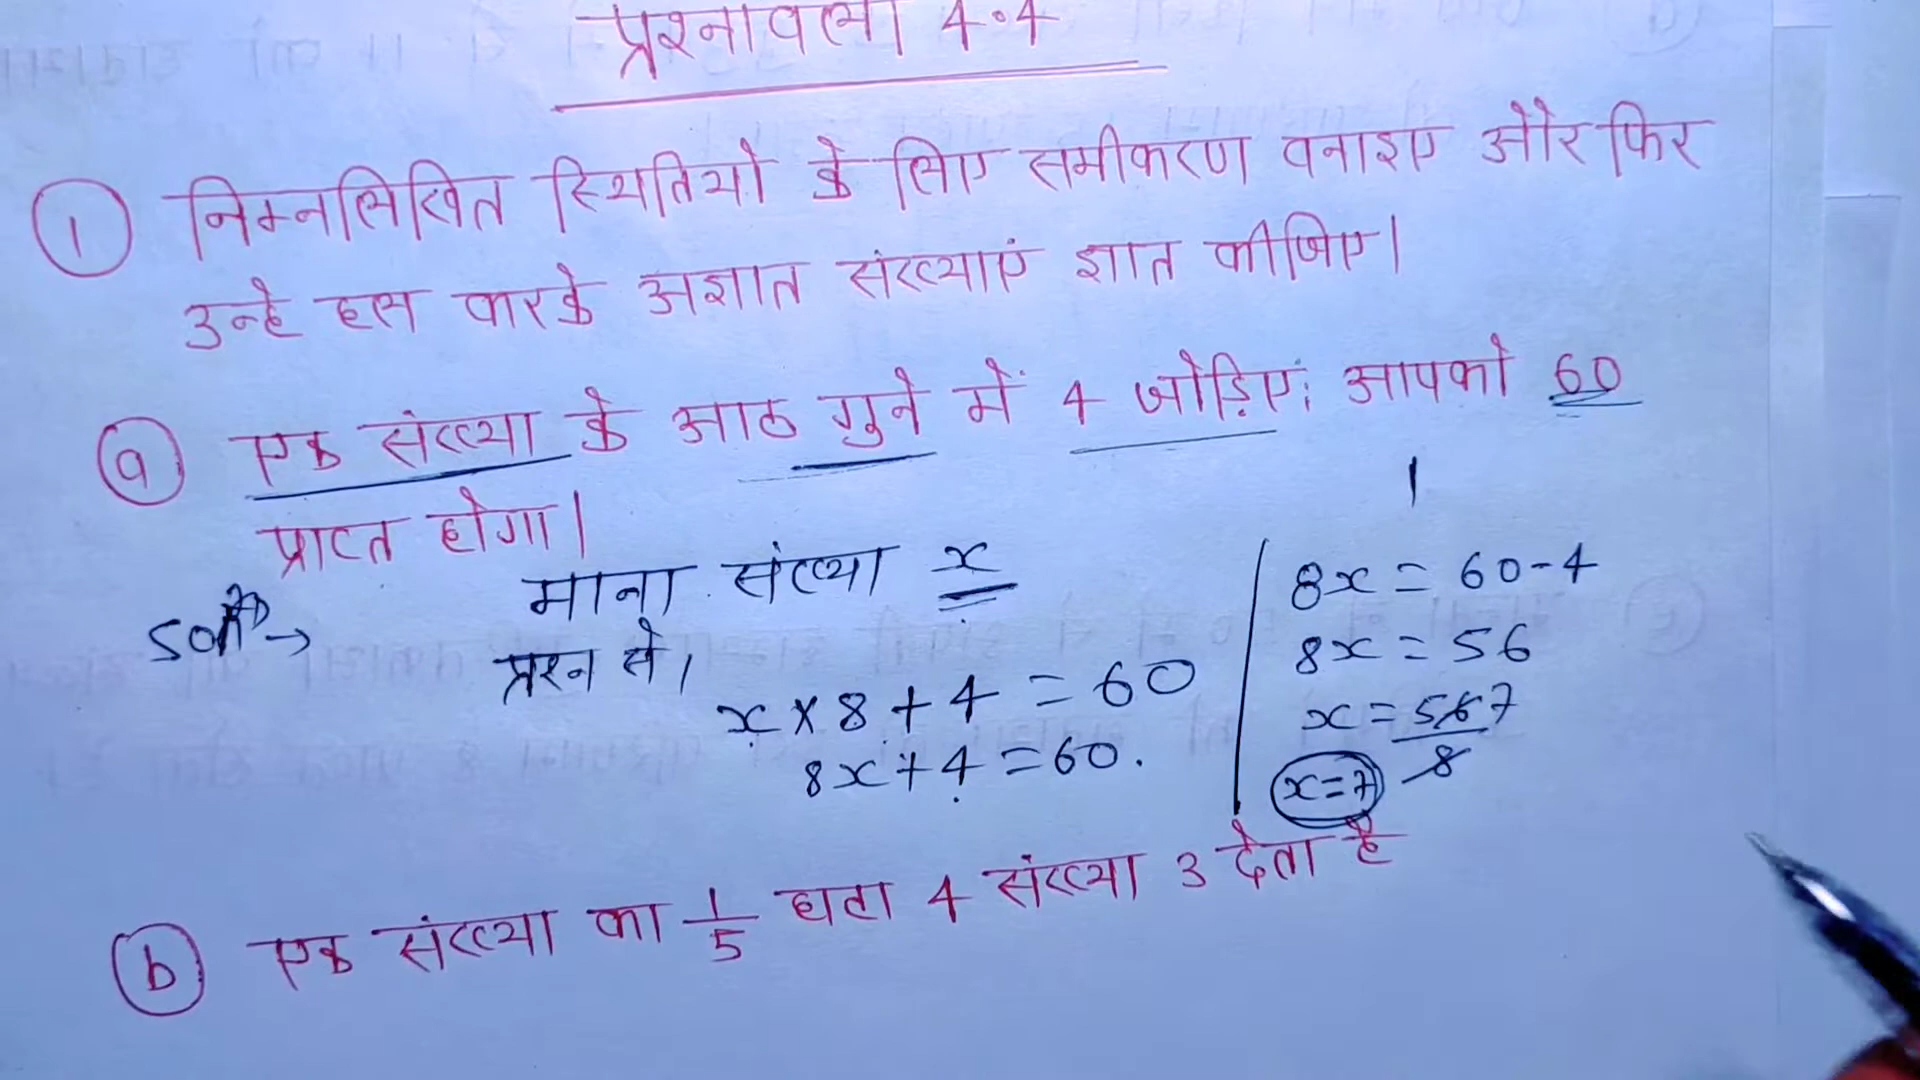 प्रश्नावली 4.4
1 निम्नलिखित स्थितियो के लिए समीकरण बनाइए और फिर
उन्हे हल करके अज्ञात संख्याएं ज्ञात कीजिए।
a एक संख्या के आठ गुने में 4 जोड़िए; आपको 60
प्राप्त होगा।
Solⁿ → माना संख्या x
प्रश्न से,
x × 8 + 4 = 60
8x + 4 = 60.
8x = 60 - 4
8x = 56
x = 56 7
8
x = 7
b एक संख्या का 1/5 घटा 4 संख्या 3 देता है